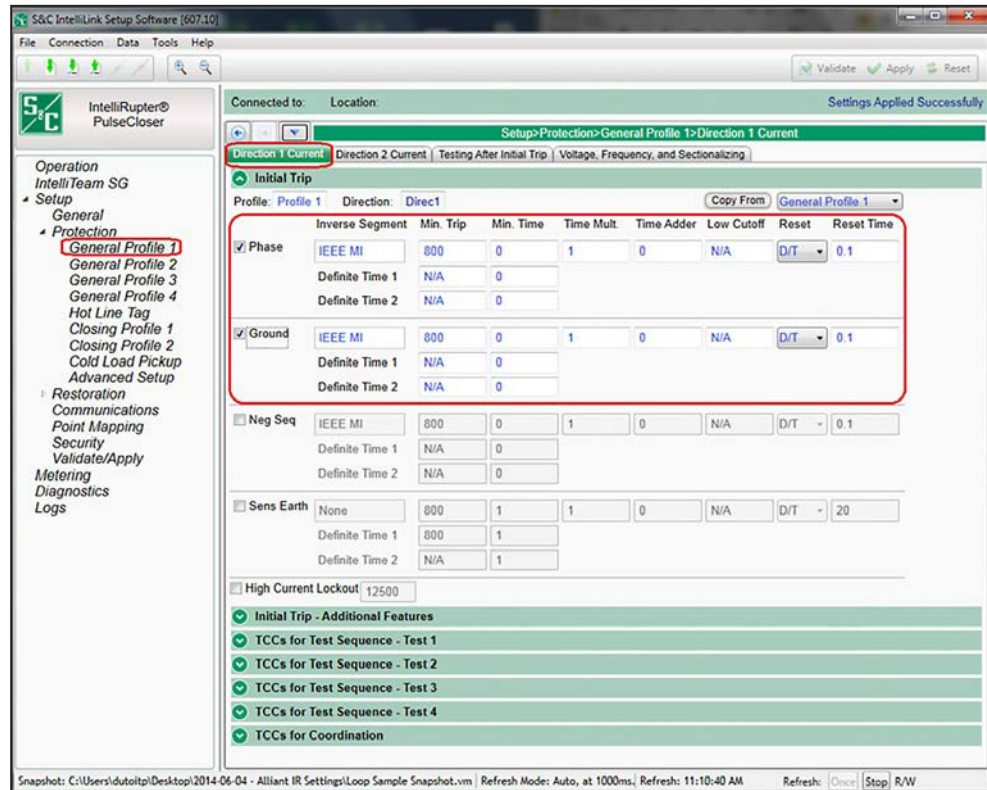 S&C IntelliLink Setup Software [607.10]
File Connection Data Tools Help
Validate Apply Reset
S&C
IntelliRupter®
PulseCloser
Connected to: Location: Settings Applied Successfully
Setup>Protection>General Profile 1>Direction 1 Current
Direction 1 Current Direction 2 Current Testing After Initial Trip Voltage, Frequency, and Sectionalizing
Operation
IntelliTeam SG
Setup
General
Protection
General Profile 1
General Profile 2
General Profile 3
General Profile 4
Hot Line Tag
Closing Profile 1
Closing Profile 2
Cold Load Pickup
Advanced Setup
Restoration
Communications
Point Mapping
Security
Validate/Apply
Metering
Diagnostics
Logs
Initial Trip
Profile: Profile 1 Direction: Direc1 Copy From General Profile 1
Inverse Segment Min. Trip Min. Time Time Mult. Time Adder Low Cutoff Reset Reset Time
Phase IEEE MI 800 0 1 0 N/A D/T 0.1
Definite Time 1 N/A 0
Definite Time 2 N/A 0
Ground IEEE MI 800 0 1 0 N/A D/T 0.1
Definite Time 1 N/A 0
Definite Time 2 N/A 0
Neg Seq IEEE MI 800 0 1 0 N/A D/T 0.1
Definite Time 1 N/A 0
Definite Time 2 N/A 0
Sens Earth None 800 1 1 0 N/A D/T 20
Definite Time 1 800 1
Definite Time 2 N/A 1
High Current Lockout 12500
Initial Trip - Additional Features
TCCs for Test Sequence - Test 1
TCCs for Test Sequence - Test 2
TCCs for Test Sequence - Test 3
TCCs for Test Sequence - Test 4
TCCs for Coordination
Snapshot: C:\Users\dutoitp\Desktop\2014-06-04 - Alliant IR Settings\Loop Sample Snapshot.vm Refresh Mode: Auto, at 1000ms. Refresh: 11:10:40 AM Refresh: Once Stop R/W